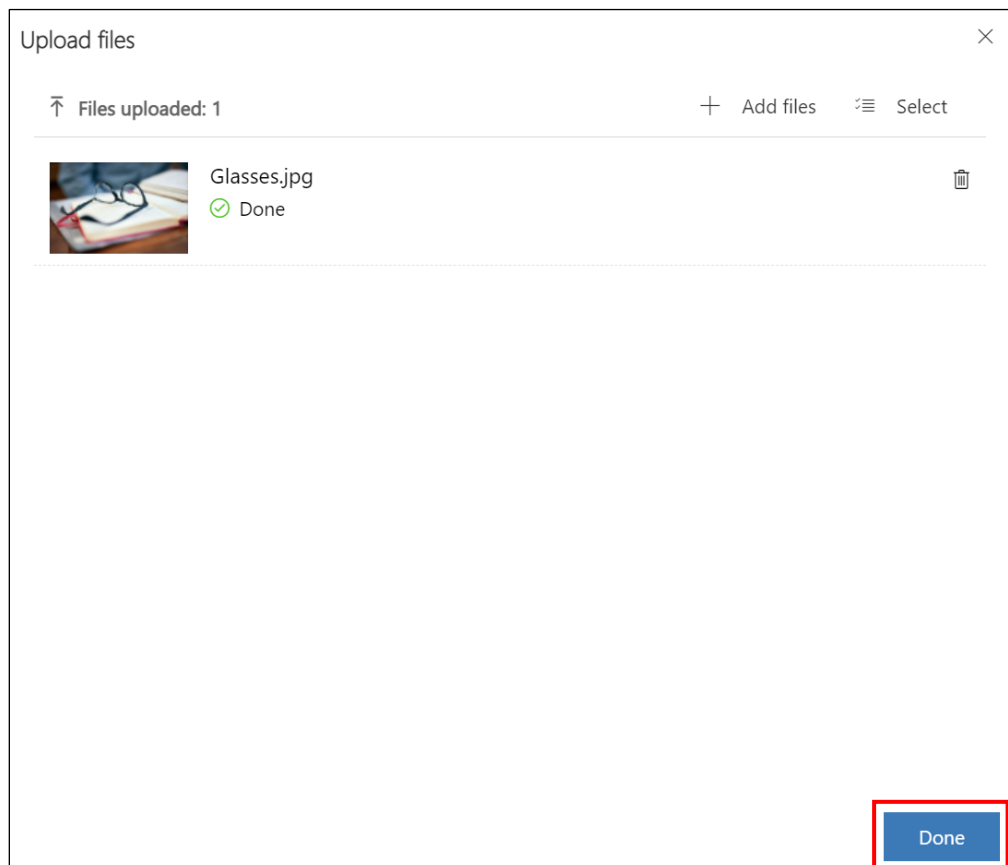 Upload files
Files uploaded: 1
Add files
Select
Glasses.jpg
Done
Done